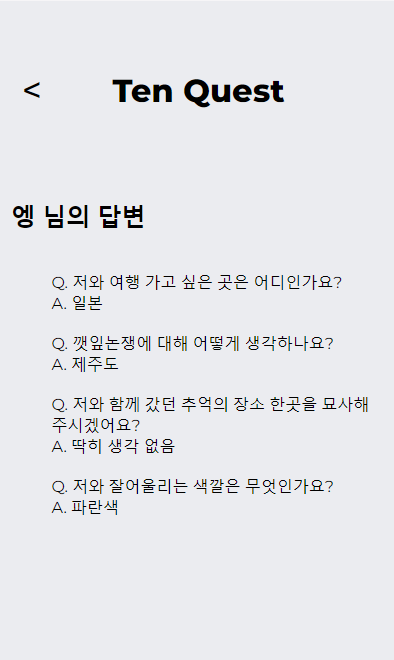 <
Ten Quest
엥 님의 답변
Q. 저와 여행 가고 싶은 곳은 어디인가요?
A. 일본
Q. 깻잎논쟁에 대해 어떻게 생각하나요?
A. 제주도
Q. 저와 함께 갔던 추억의 장소 한곳을 묘사해
주시겠어요?
A. 딱히 생각 없음
Q. 저와 잘어울리는 색깔은 무엇인가요?
A. 파란색